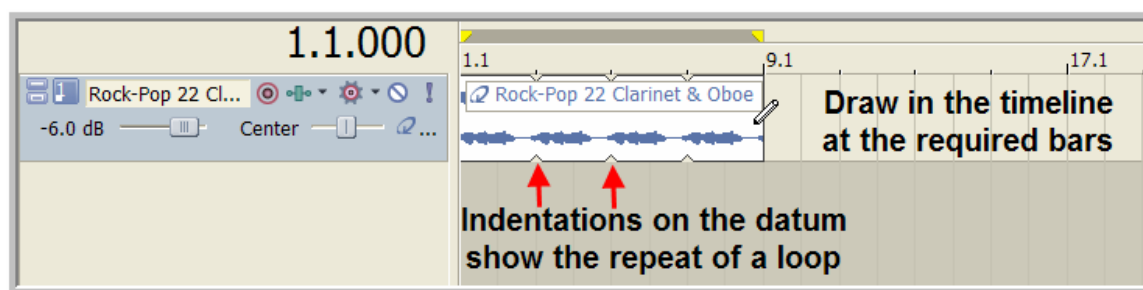 1.1.000
1.1
9.1
17.1
1
Rock-Pop 22 Cl...
Rock-Pop 22 Clarinet & Oboe
-6.0 dB
Center
...
Draw in the timeline
at the required bars
Indentations on the datum
show the repeat of a loop